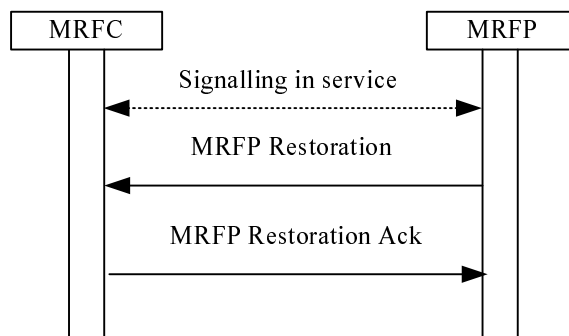 MRFC
MRFP
Signalling in service
MRFP Restoration
MRFP Restoration Ack